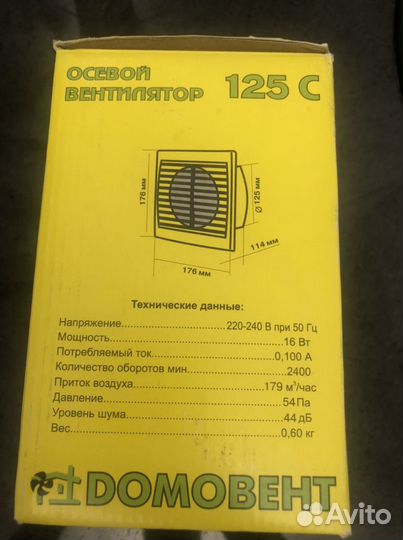 ОСЕВОЙ
ВЕНТИЛЯТОР 125 С
176 мм
Ø 125 мм
114 мм
176 мм
Технические данные:
Напряжение..........220-240 В при 50 Гц
Мощность..........16 Вт
Потребляемый ток..........0,100 А
Количество оборотов мин..........2400
Приток воздуха..........179 м³/час
Давление..........54 Па
Уровень шума..........44 дБ
Вес..........0,60 кг
DОМОВЕНТ
Avito